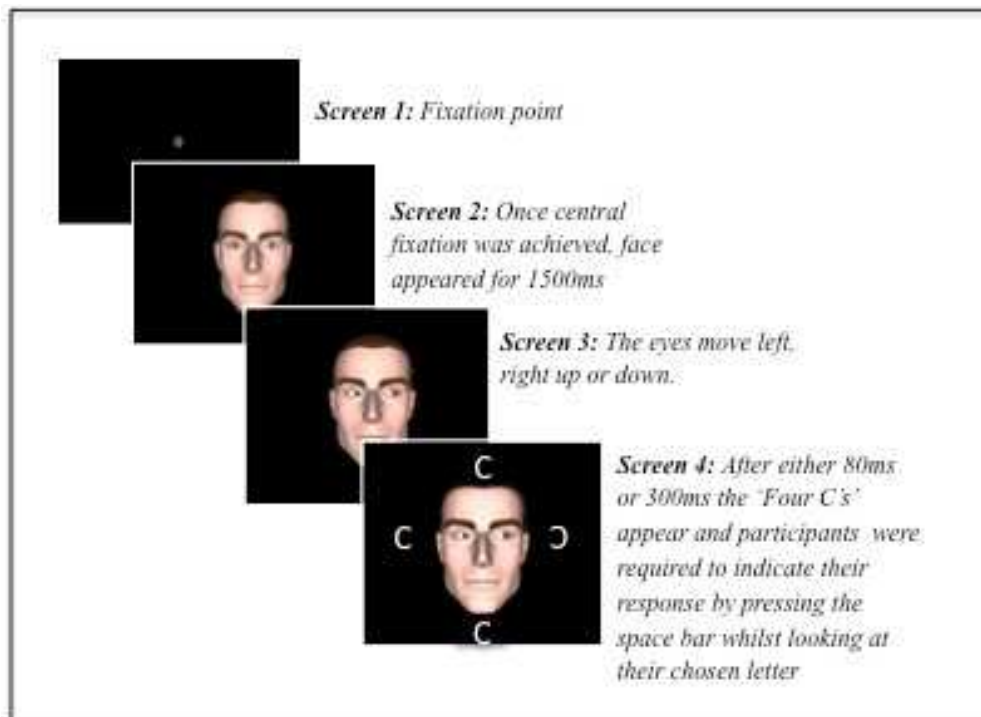 Screen 1: Fixation point
Screen 2: Once central
fixation was achieved, face
appeared for 1500ms
Screen 3: The eyes move left,
right up or down.
C
C Ɔ
C
Screen 4: After either 80ms
or 300ms the 'Four C's'
appear and participants were
required to indicate their
response by pressing the
space bar whilst looking at
their chosen letter